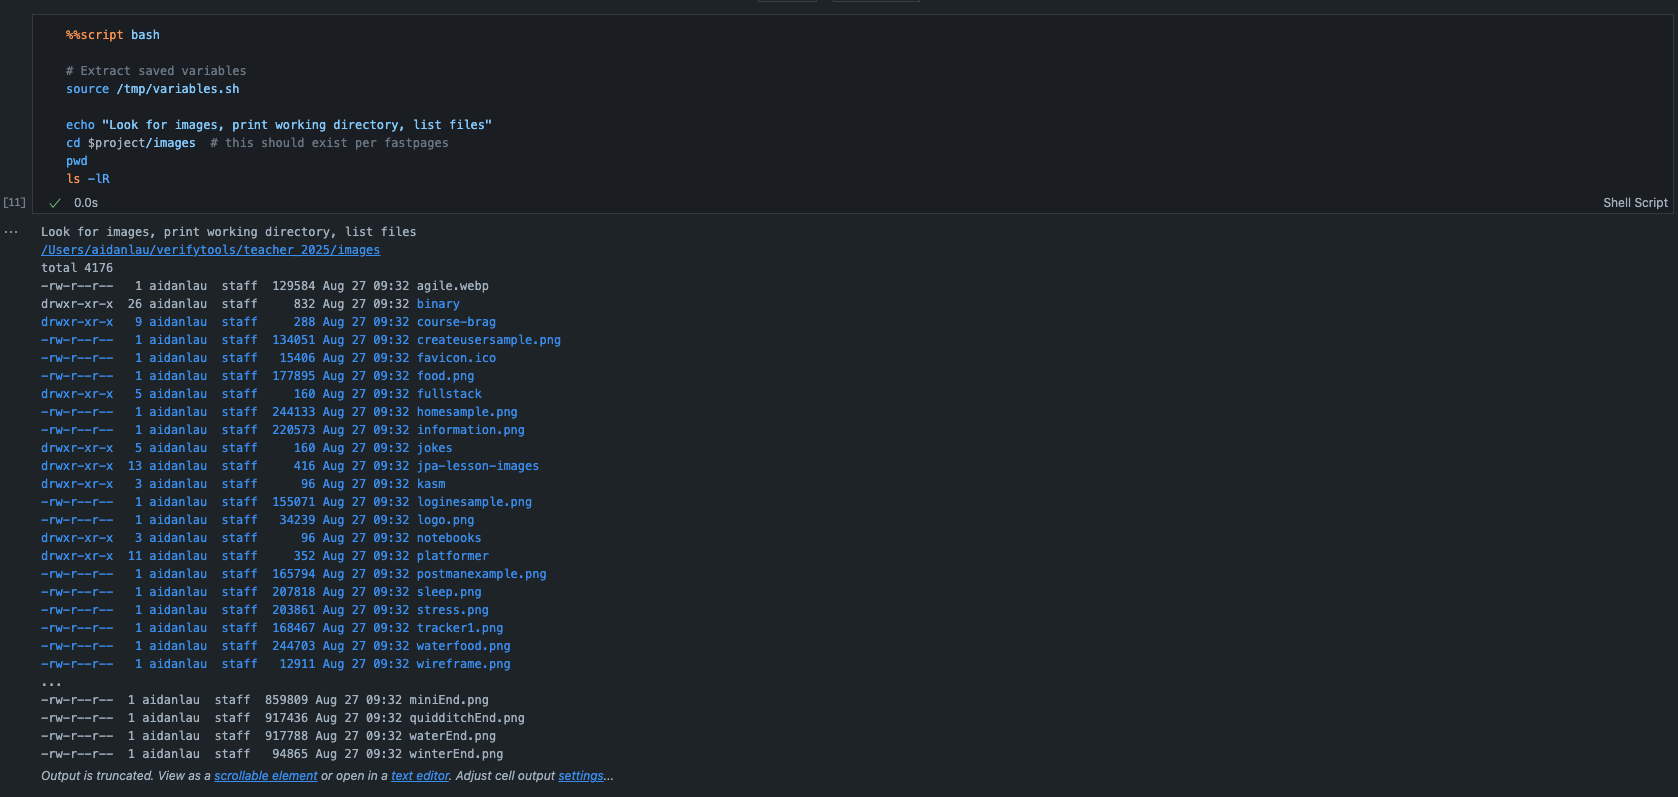 %%script bash
# Extract saved variables
source /tmp/variables.sh
echo "Look for images, print working directory, list files"
cd $project/images  # this should exist per fastpages
pwd
ls -lR
[11] 0.0s Shell Script
... Look for images, print working directory, list files
/Users/aidanlau/verifytools/teacher_2025/images
total 4176
-rw-r--r--   1 aidanlau  staff  129584 Aug 27 09:32 agile.webp
drwxr-xr-x  26 aidanlau  staff     832 Aug 27 09:32 binary
drwxr-xr-x   9 aidanlau  staff     288 Aug 27 09:32 course-brag
-rw-r--r--   1 aidanlau  staff  134051 Aug 27 09:32 createusersample.png
-rw-r--r--   1 aidanlau  staff   15406 Aug 27 09:32 favicon.ico
-rw-r--r--   1 aidanlau  staff  177895 Aug 27 09:32 food.png
drwxr-xr-x   5 aidanlau  staff     160 Aug 27 09:32 fullstack
-rw-r--r--   1 aidanlau  staff  244133 Aug 27 09:32 homesample.png
-rw-r--r--   1 aidanlau  staff  220573 Aug 27 09:32 information.png
drwxr-xr-x   5 aidanlau  staff     160 Aug 27 09:32 jokes
drwxr-xr-x  13 aidanlau  staff     416 Aug 27 09:32 jpa-lesson-images
drwxr-xr-x   3 aidanlau  staff      96 Aug 27 09:32 kasm
-rw-r--r--   1 aidanlau  staff  155071 Aug 27 09:32 loginesample.png
-rw-r--r--   1 aidanlau  staff   34239 Aug 27 09:32 logo.png
drwxr-xr-x   3 aidanlau  staff      96 Aug 27 09:32 notebooks
drwxr-xr-x  11 aidanlau  staff     352 Aug 27 09:32 platformer
-rw-r--r--   1 aidanlau  staff  165794 Aug 27 09:32 postmanexample.png
-rw-r--r--   1 aidanlau  staff  207818 Aug 27 09:32 sleep.png
-rw-r--r--   1 aidanlau  staff  203861 Aug 27 09:32 stress.png
-rw-r--r--   1 aidanlau  staff  168467 Aug 27 09:32 tracker1.png
-rw-r--r--   1 aidanlau  staff  244703 Aug 27 09:32 waterfood.png
-rw-r--r--   1 aidanlau  staff   12911 Aug 27 09:32 wireframe.png
...
-rw-r--r--  1 aidanlau  staff  859809 Aug 27 09:32 miniEnd.png
-rw-r--r--  1 aidanlau  staff  917436 Aug 27 09:32 quidditchEnd.png
-rw-r--r--  1 aidanlau  staff  917788 Aug 27 09:32 waterEnd.png
-rw-r--r--  1 aidanlau  staff   94865 Aug 27 09:32 winterEnd.png
Output is truncated. View as a scrollable element or open in a text editor. Adjust cell output settings...